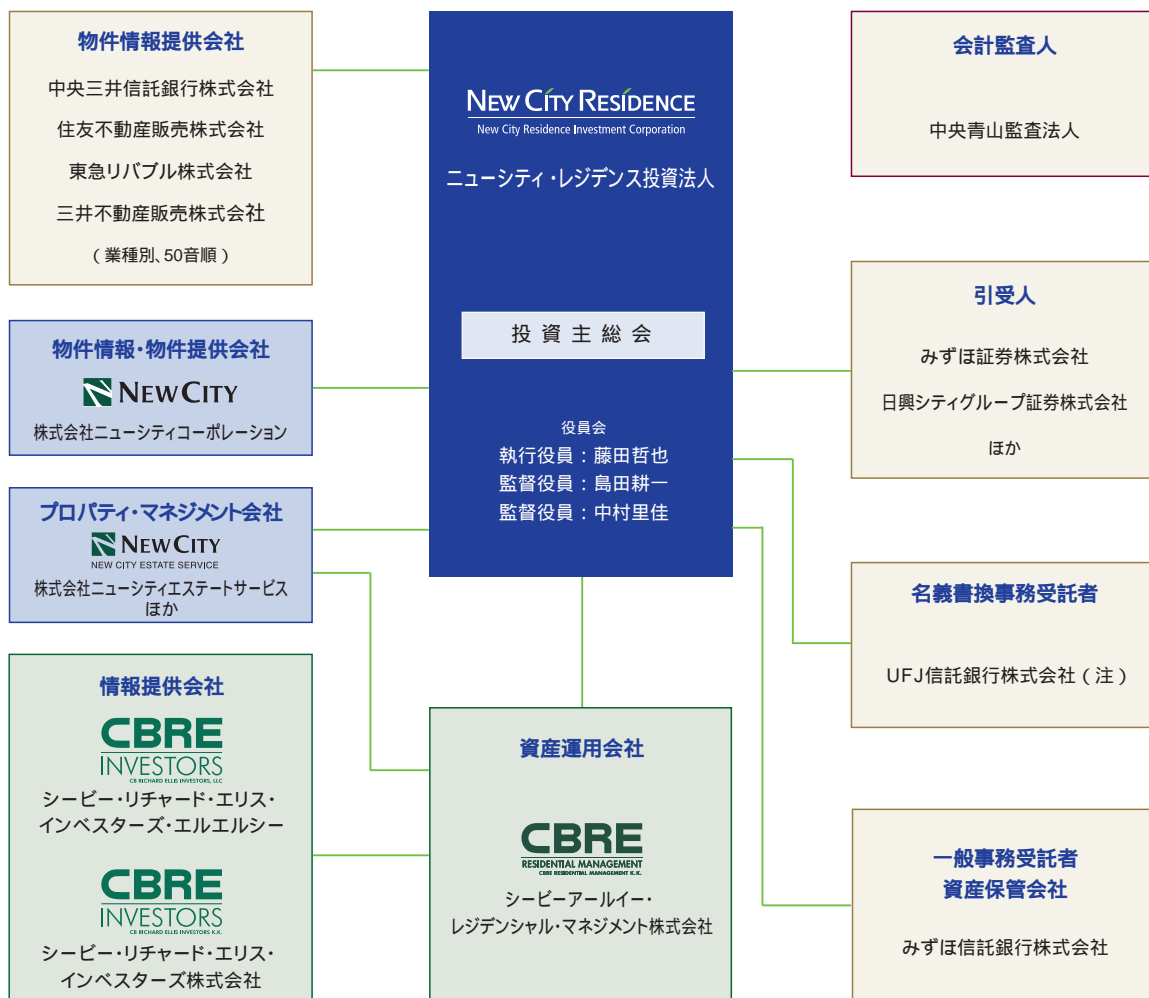 物件情報提供会社
中央三井信託銀行株式会社
住友不動産販売株式会社
東急リバブル株式会社
三井不動産販売株式会社
(業種別、50音順)
物件情報・物件提供会社
NEW CITY
株式会社ニューシティコーポレーション
プロパティ・マネジメント会社
NEW CITY
NEW CITY ESTATE SERVICE
株式会社ニューシティエステートサービス
ほか
情報提供会社
CBRE
INVESTORS
CB RICHARD ELLIS INVESTORS, LLC
シービー・リチャード・エリス・
インベスターズ・エルエルシー
CBRE
INVESTORS
CB RICHARD ELLIS INVESTORS K.K.
シービー・リチャード・エリス・
インベスターズ株式会社
NEW CITY RESIDENCE
New City Residence Investment Corporation
ニューシティ・レジデンス投資法人
投資主総会
役員会
執行役員:藤田哲也
監督役員:島田耕一
監督役員:中村里佳
資産運用会社
CBRE
RESIDENTIAL MANAGEMENT
CBRE RESIDENTIAL MANAGEMENT K.K.
シービーアールイー・
レジデンシャル・マネジメント株式会社
会計監査人
中央青山監査法人
引受人
みずほ証券株式会社
日興シティグループ証券株式会社
ほか
名義書換事務受託者
UFJ信託銀行株式会社(注)
一般事務受託者
資産保管会社
みずほ信託銀行株式会社